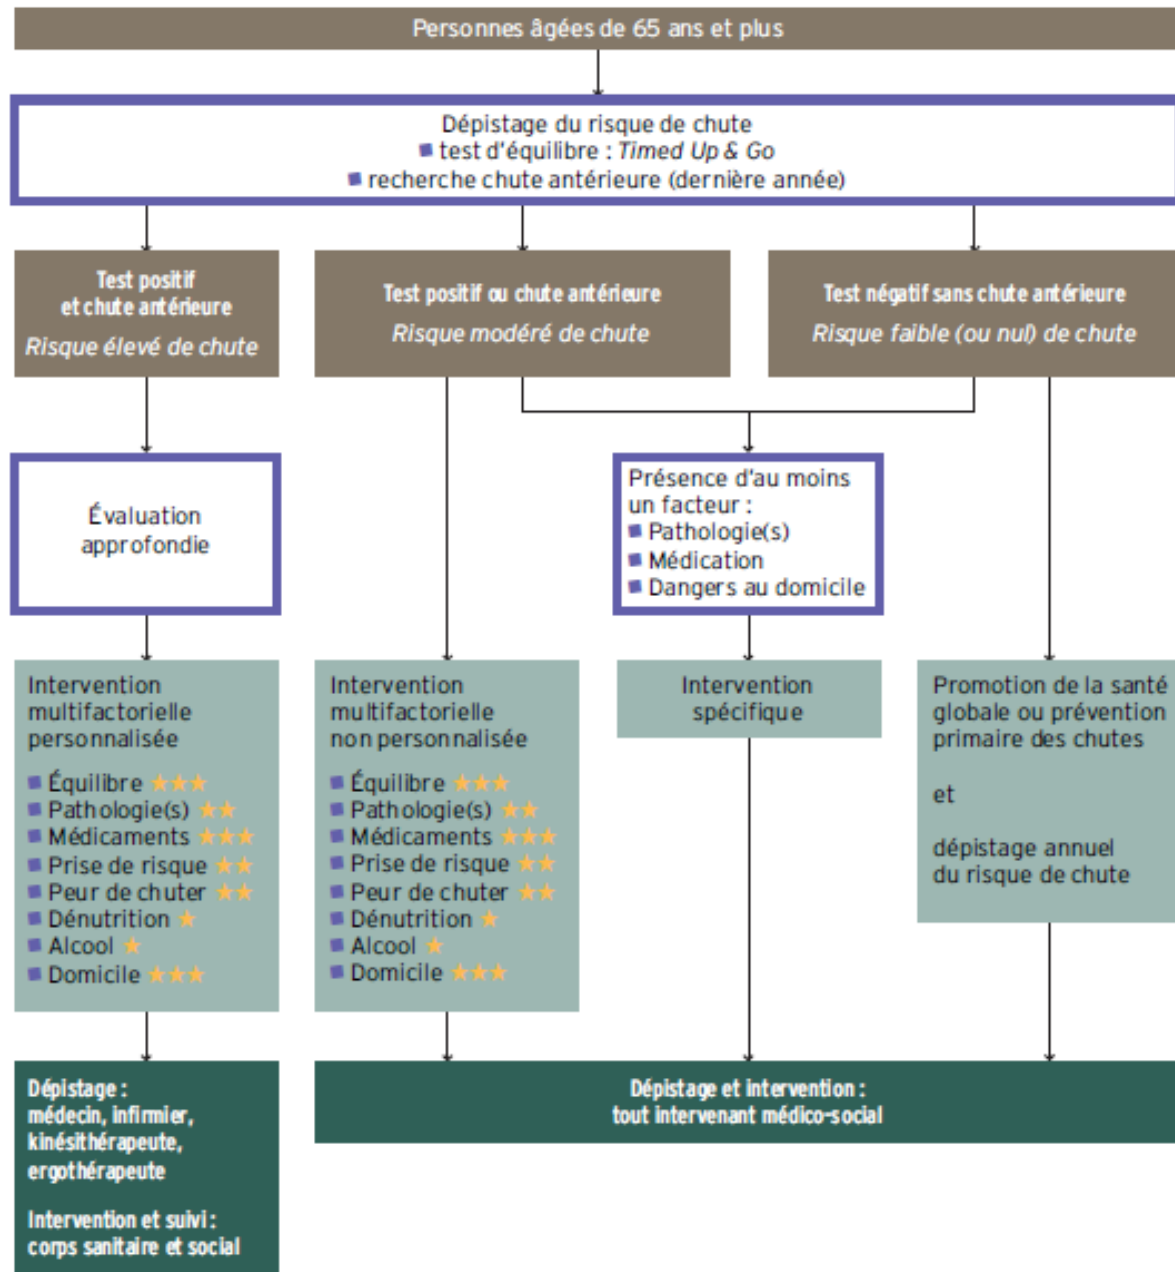 Personnes âgées de 65 ans et plus
Dépistage du risque de chute
■ test d'équilibre : Timed Up & Go
■ recherche chute antérieure (dernière année)
Test positif
et chute antérieure
Risque élevé de chute
Test positif ou chute antérieure
Risque modéré de chute
Test négatif sans chute antérieure
Risque faible (ou nul) de chute
Évaluation
approfondie
Présence d'au moins
un facteur :
■ Pathologie(s)
■ Médication
■ Dangers au domicile
Intervention
multifactorielle
personnalisée
■ Équilibre ★★★
■ Pathologie(s) ★★
■ Médicaments ★★★
■ Prise de risque ★★
■ Peur de chuter ★★
■ Dénutrition ★
■ Alcool ★
■ Domicile ★★★
Intervention
multifactorielle
non personnalisée
■ Équilibre ★★★
■ Pathologie(s) ★★
■ Médicaments ★★★
■ Prise de risque ★★
■ Peur de chuter ★★
■ Dénutrition ★
■ Alcool ★
■ Domicile ★★★
Intervention
spécifique
Promotion de la santé
globale ou prévention
primaire des chutes
et
dépistage annuel
du risque de chute
Dépistage :
médecin, infirmier,
kinésithérapeute,
ergothérapeute
Intervention et suivi :
corps sanitaire et social
Dépistage et intervention :
tout intervenant médico-social